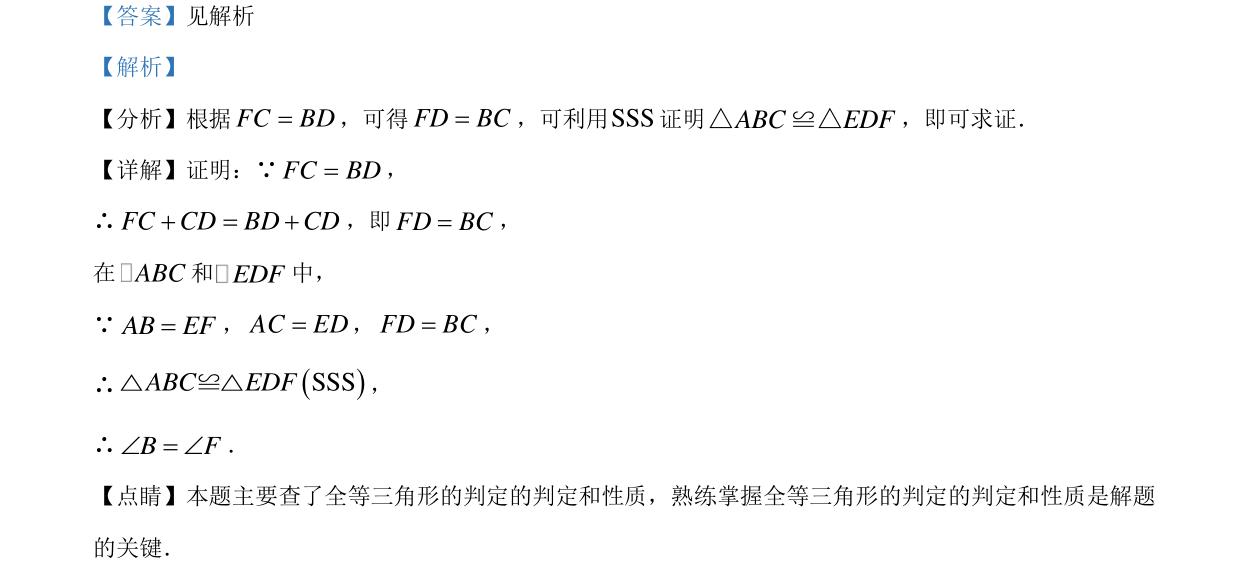 【答案】见解析
【解析】
【分析】根据 FC = BD，可得 FD = BC，可利用SSS 证明△ABC ≌ △EDF，即可求证．
【详解】证明：∵ FC = BD，
∴ FC + CD = BD + CD，即 FD = BC，
在 □ABC 和 □EDF 中，
∵ AB = EF，AC = ED，FD = BC，
∴ △ABC≌△EDF(SSS)，
∴ ∠B = ∠F．
【点睛】本题主要查了全等三角形的判定的判定和性质，熟练掌握全等三角形的判定的判定和性质是解题
的关键．